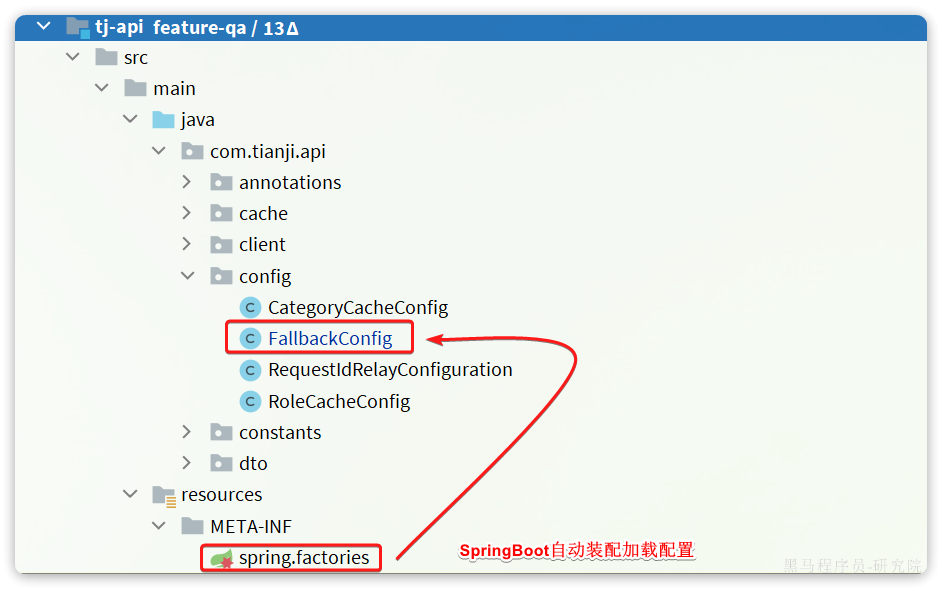 tj-api feature-qa / 13Δ
src
main
java
com.tianji.api
annotations
cache
client
config
C CategoryCacheConfig
C FallbackConfig
C RequestIdRelayConfiguration
C RoleCacheConfig
constants
dto
resources
META-INF
spring.factories
SpringBoot自动装配加载配置
黑马程序员-研究院